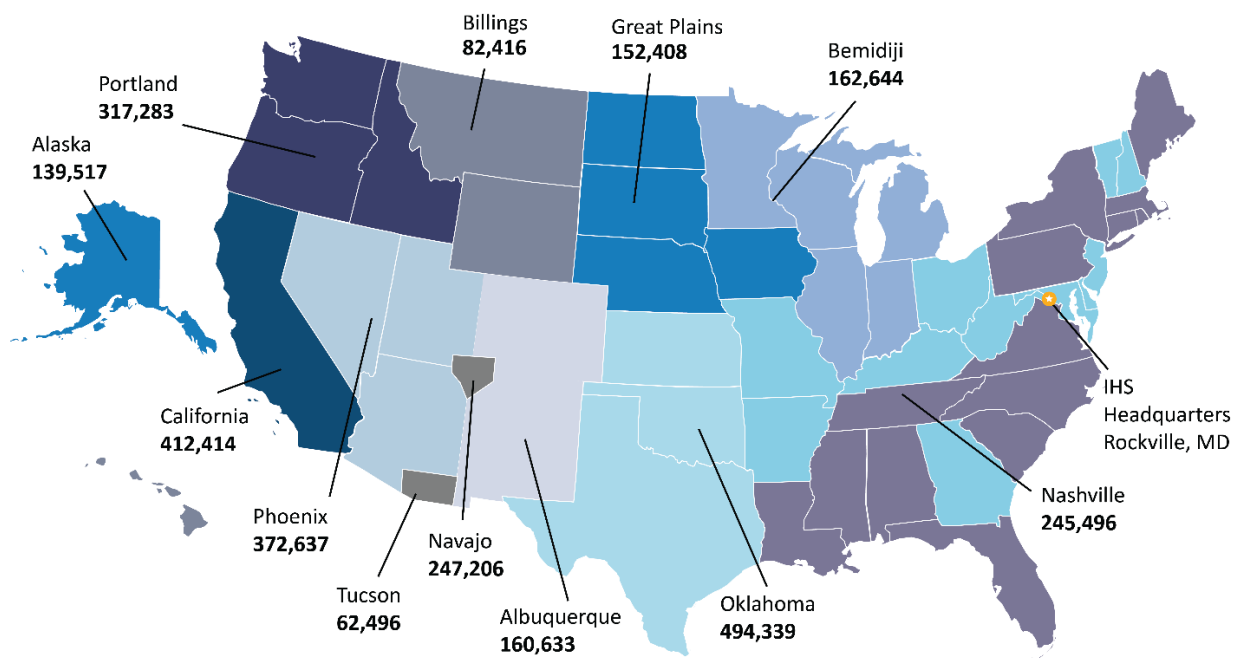 Billings
82,416
Great Plains
152,408
Bemidiji
162,644
Portland
317,283
Alaska
139,517
California
412,414
Phoenix
372,637
Tucson
62,496
Navajo
247,206
Albuquerque
160,633
Oklahoma
494,339
Nashville
245,496
IHS
Headquarters
Rockville, MD